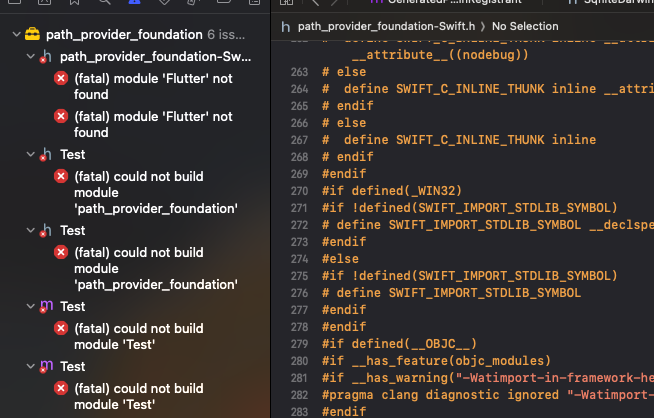 GeneratedP...inRegistrant
SqfliteDarwin
path_provider_foundation 6 iss...
path_provider_foundation-Sw...
(fatal) module 'Flutter' not
found
(fatal) module 'Flutter' not
found
Test
(fatal) could not build
module
'path_provider_foundation'
Test
(fatal) could not build
module
'path_provider_foundation'
Test
(fatal) could not build
module 'Test'
Test
(fatal) could not build
module 'Test'
path_provider_foundation-Swift.h › No Selection
__attribute__((nodebug))
263 # else
264 #  define SWIFT_C_INLINE_THUNK inline __attri
265 # endif
266 # else
267 #  define SWIFT_C_INLINE_THUNK inline
268 # endif
269 #endif
270 #if defined(_WIN32)
271 #if !defined(SWIFT_IMPORT_STDLIB_SYMBOL)
272 # define SWIFT_IMPORT_STDLIB_SYMBOL __declspe
273 #endif
274 #else
275 #if !defined(SWIFT_IMPORT_STDLIB_SYMBOL)
276 # define SWIFT_IMPORT_STDLIB_SYMBOL
277 #endif
278 #endif
279 #if defined(__OBJC__)
280 #if __has_feature(objc_modules)
281 #if __has_warning("-Watimport-in-framework-he
282 #pragma clang diagnostic ignored "-Watimport-
283 #endif